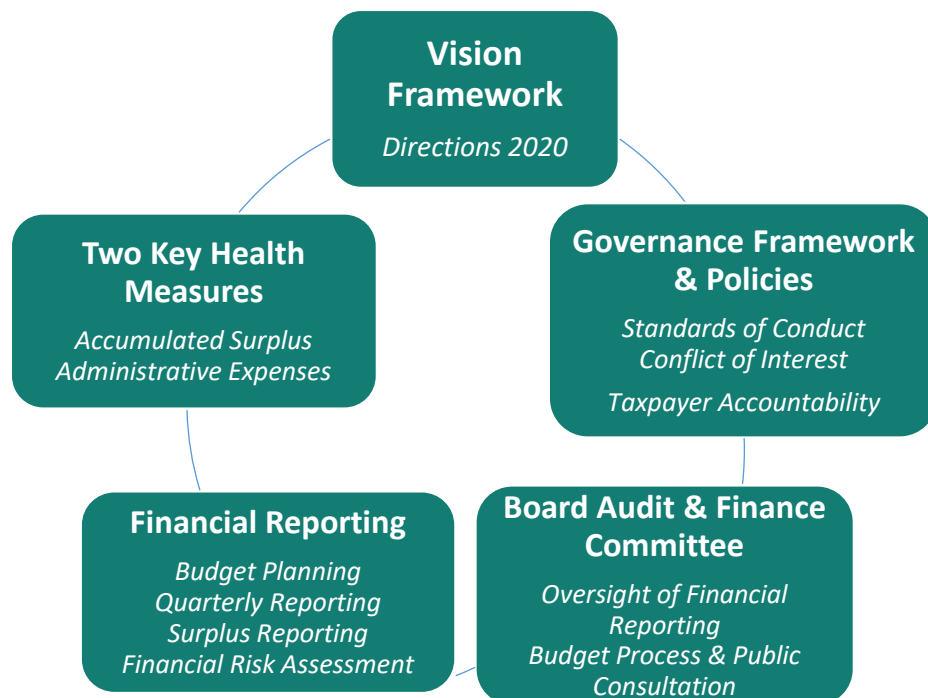 Vision
Framework
Directions 2020
Two Key Health
Measures
Accumulated Surplus
Administrative Expenses
Governance Framework
& Policies
Standards of Conduct
Conflict of Interest
Taxpayer Accountability
Financial Reporting
Budget Planning
Quarterly Reporting
Surplus Reporting
Financial Risk Assessment
Board Audit & Finance
Committee
Oversight of Financial
Reporting
Budget Process & Public
Consultation